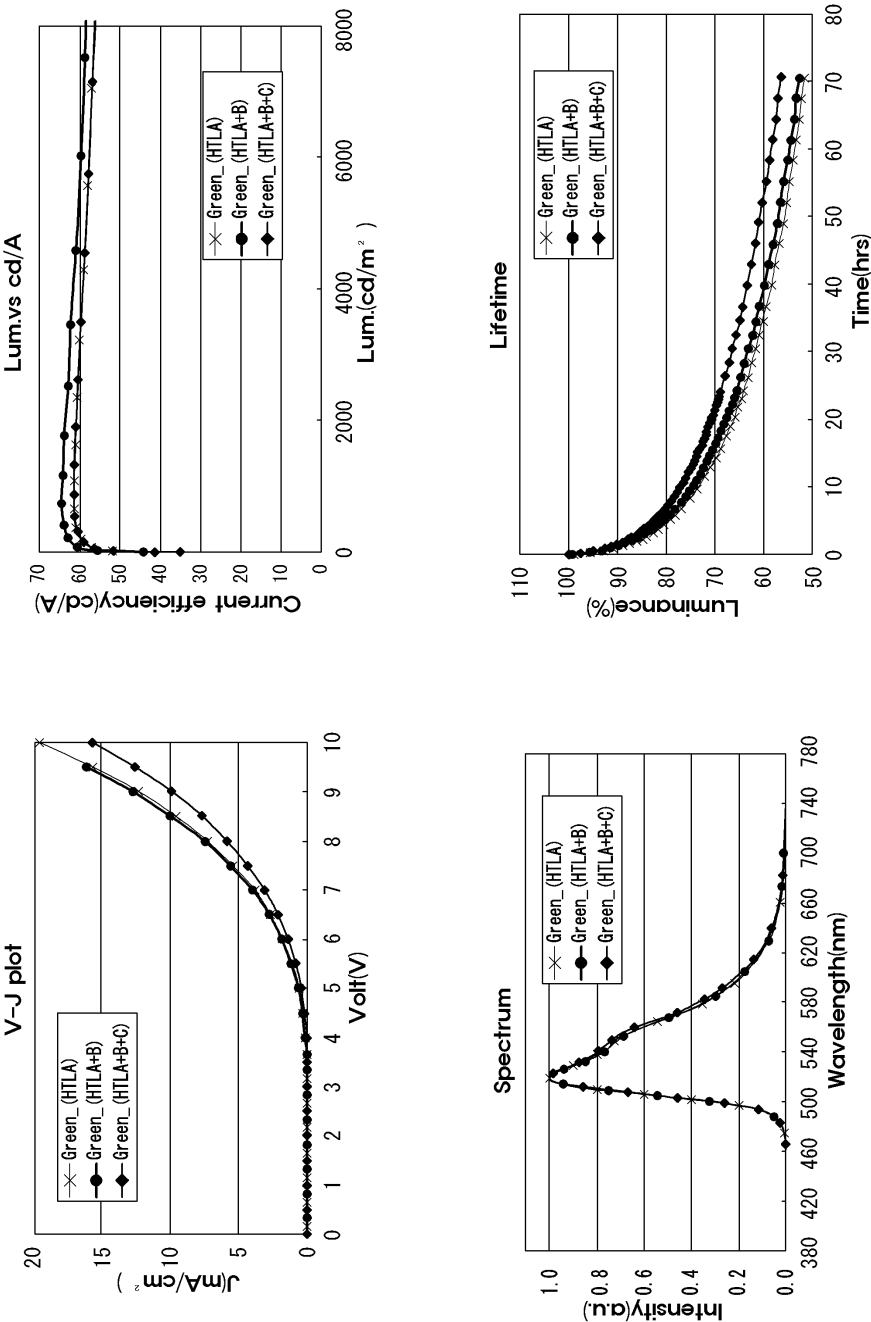 V-J plot
J(mA/cm²)
20
15
10
5
0
0 1 2 3 4 5 6 7 8 9 10
Volt(V)
Green_(HTLA)
Green_(HTLA+B)
Green_(HTLA+B+C)
Lum.vs cd/A
Current efficiency(cd/A)
70
60
50
40
30
20
10
0
0 2000 4000 6000 8000
Lum.(cd/m²)
Green_(HTLA)
Green_(HTLA+B)
Green_(HTLA+B+C)
Spectrum
Intensity(a.u.)
1.0
0.8
0.6
0.4
0.2
0.0
380 420 460 500 540 580 620 660 700 740 780
Wavelength(nm)
Green_(HTLA)
Green_(HTLA+B)
Green_(HTLA+B+C)
Lifetime
Luminance(%)
110
100
90
80
70
60
50
0 10 20 30 40 50 60 70 80
Time(hrs)
Green_(HTLA)
Green_(HTLA+B)
Green_(HTLA+B+C)